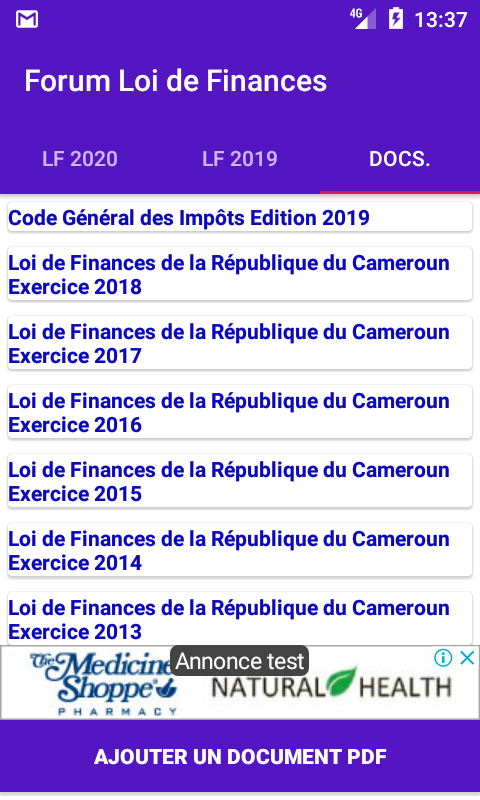 4G 13:37
Forum Loi de Finances
LF 2020 LF 2019 DOCS.
Code Général des Impôts Edition 2019
Loi de Finances de la République du Cameroun
Exercice 2018
Loi de Finances de la République du Cameroun
Exercice 2017
Loi de Finances de la République du Cameroun
Exercice 2016
Loi de Finances de la République du Cameroun
Exercice 2015
Loi de Finances de la République du Cameroun
Exercice 2014
Loi de Finances de la République du Cameroun
Exercice 2013
Annonce test
The Medicine
Shoppe
PHARMACY
NATURAL HEALTH
AJOUTER UN DOCUMENT PDF